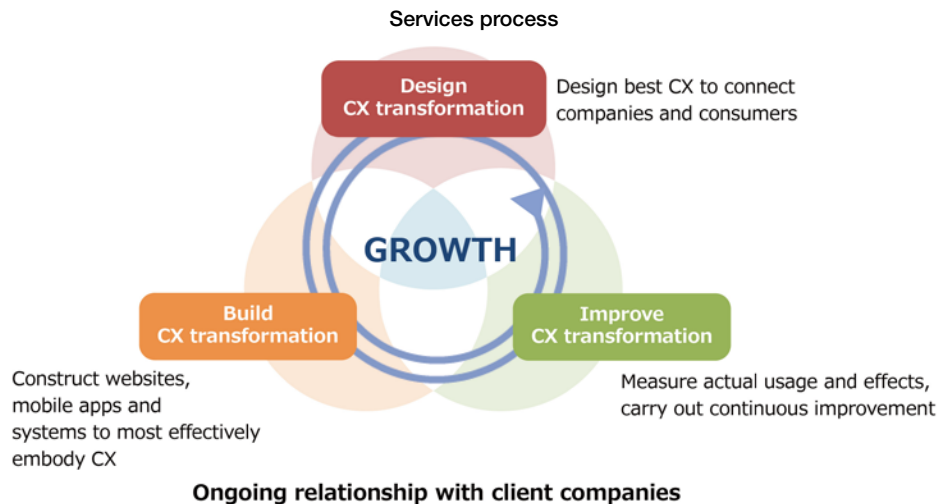 Services process
Design
CX transformation
Design best CX to connect
companies and consumers
GROWTH
Build
CX transformation
Improve
CX transformation
Construct websites,
mobile apps and
systems to most effectively
embody CX
Measure actual usage and effects,
carry out continuous improvement
Ongoing relationship with client companies